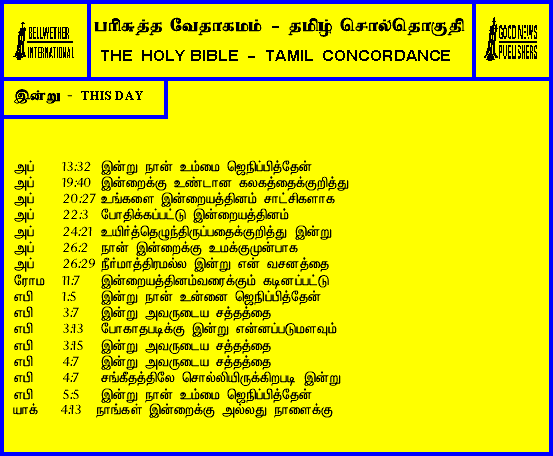 BELLWETHER
INTERNATIONAL
பரிசுத்த வேதாகமம் - தமிழ் சொல்தொகுதி
THE HOLY BIBLE - TAMIL CONCORDANCE
GOOD NEWS
PUBLISHERS
இன்று - THIS DAY
அப் 13:32 இன்று நான் உம்மை ஜெநிப்பித்தேன்
அப் 19:40 இன்றைக்கு உண்டான கலகத்தைக்குறித்து
அப் 20:27 உங்களை இன்றையத்தினம் சாட்சிகளாக
அப் 22:3 போதிக்கப்பட்டு இன்றையத்தினம்
அப் 24:21 உயிர்த்தெழுந்திருப்பதைக்குறித்து இன்று
அப் 26:2 நான் இன்றைக்கு உமக்குமுன்பாக
அப் 26:29 நீர்மாத்திரமல்ல இன்று என் வசனத்தை
ரோம 11:7 இன்றையத்தினம்வரைக்கும் கடினப்பட்டு
எபி 1:5 இன்று நான் உன்னை ஜெநிப்பித்தேன்
எபி 3:7 இன்று அவருடைய சத்தத்தை
எபி 3:13 போகாதபடிக்கு இன்று என்னப்படுமளவும்
எபி 3:15 இன்று அவருடைய சத்தத்தை
எபி 4:7 இன்று அவருடைய சத்தத்தை
எபி 4:7 சங்கீதத்திலே சொல்லியிருக்கிறபடி இன்று
எபி 5:5 இன்று நான் உம்மை ஜெநிப்பித்தேன்
யாக் 4:13 நாங்கள் இன்றைக்கு அல்லது நாளைக்கு